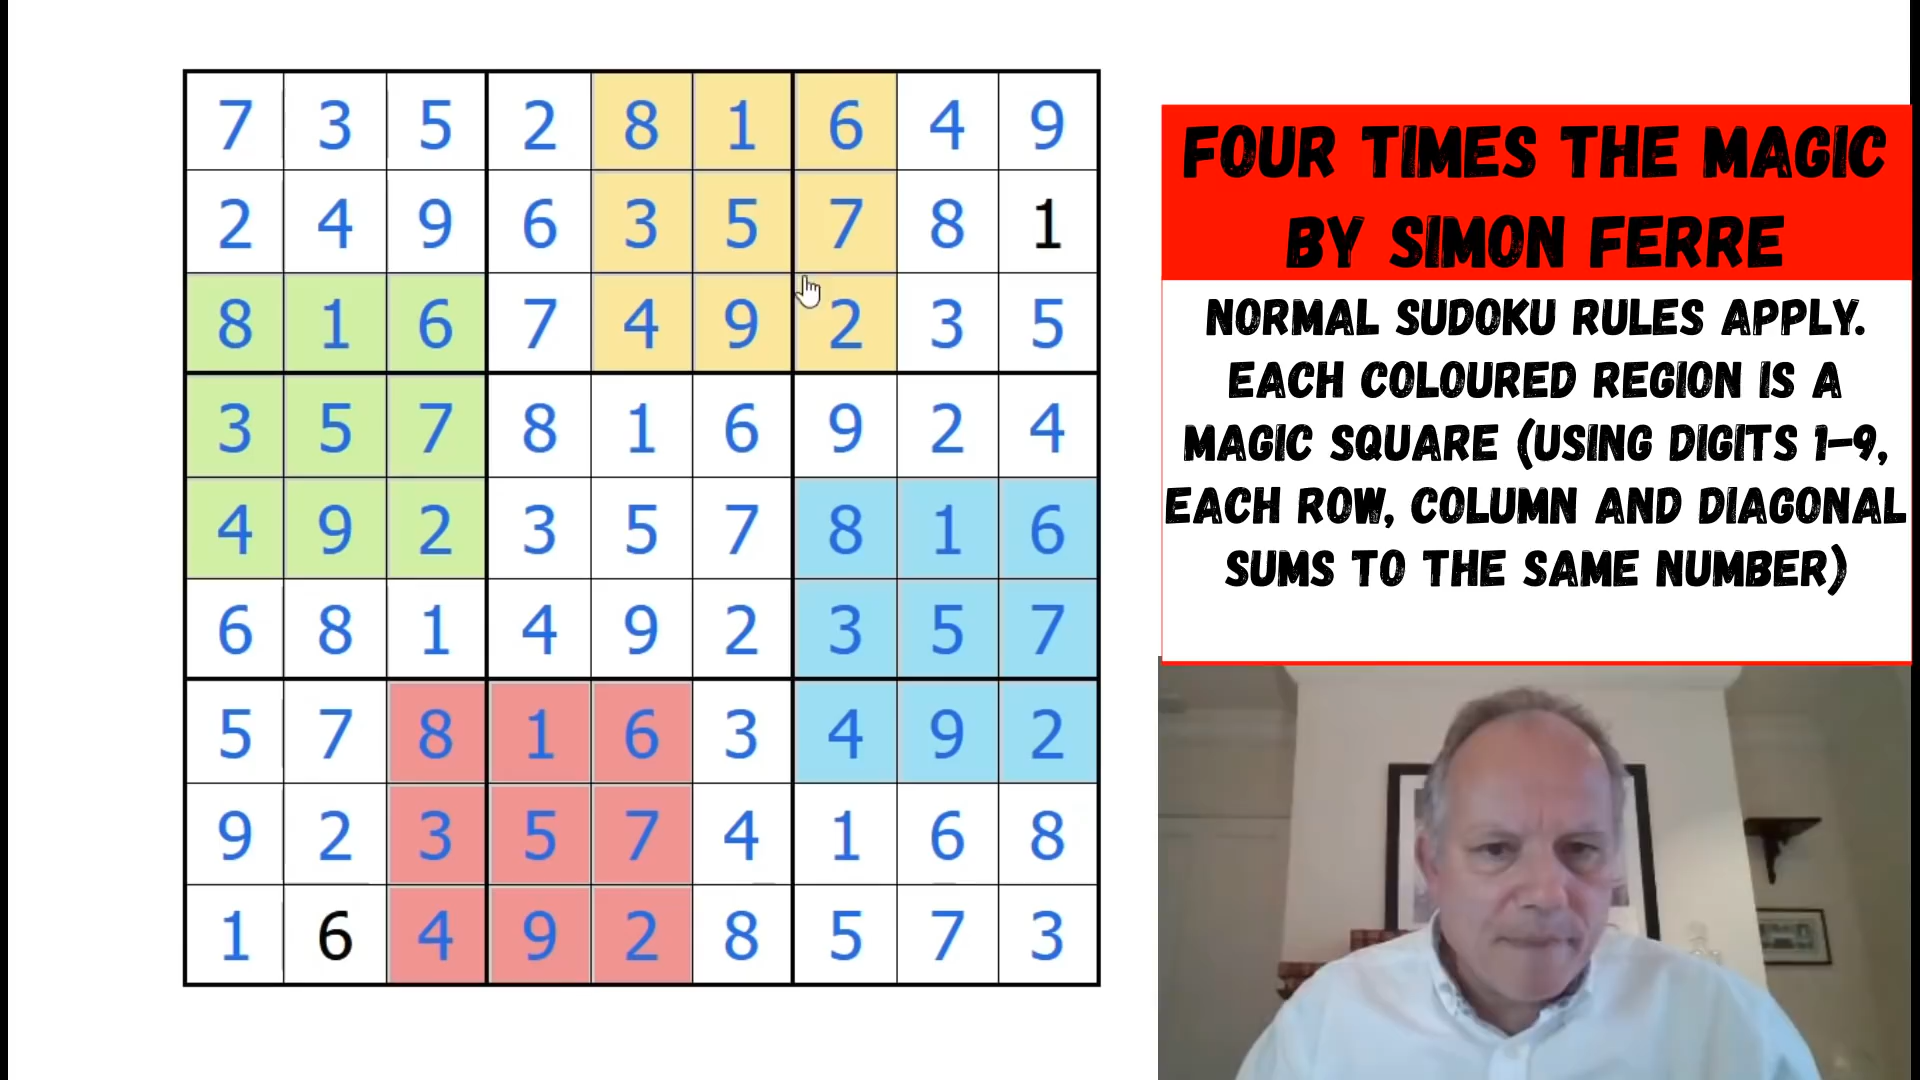 7 3 5 2 8 1 6 4 9
2 4 9 6 3 5 7 8 1
8 1 6 7 4 9 2 3 5
3 5 7 8 1 6 9 2 4
4 9 2 3 5 7 8 1 6
6 8 1 4 9 2 3 5 7
5 7 8 1 6 3 4 9 2
9 2 3 5 7 4 1 6 8
1 6 4 9 2 8 5 7 3
FOUR TIMES THE MAGIC
BY SIMON FERRE
NORMAL SUDOKU RULES APPLY.
EACH COLOURED REGION IS A
MAGIC SQUARE (USING DIGITS 1-9,
EACH ROW, COLUMN AND DIAGONAL
SUMS TO THE SAME NUMBER)